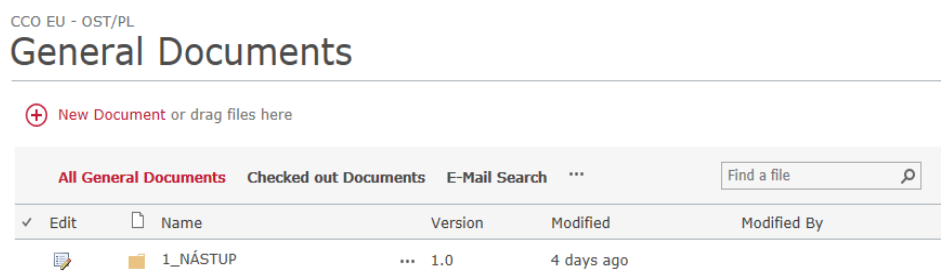 CCO EU - OST/PL
General Documents
New Document or drag files here
All General Documents Checked out Documents E-Mail Search ... Find a file
Edit Name Version Modified Modified By
1_NÁSTUP ... 1.0 4 days ago